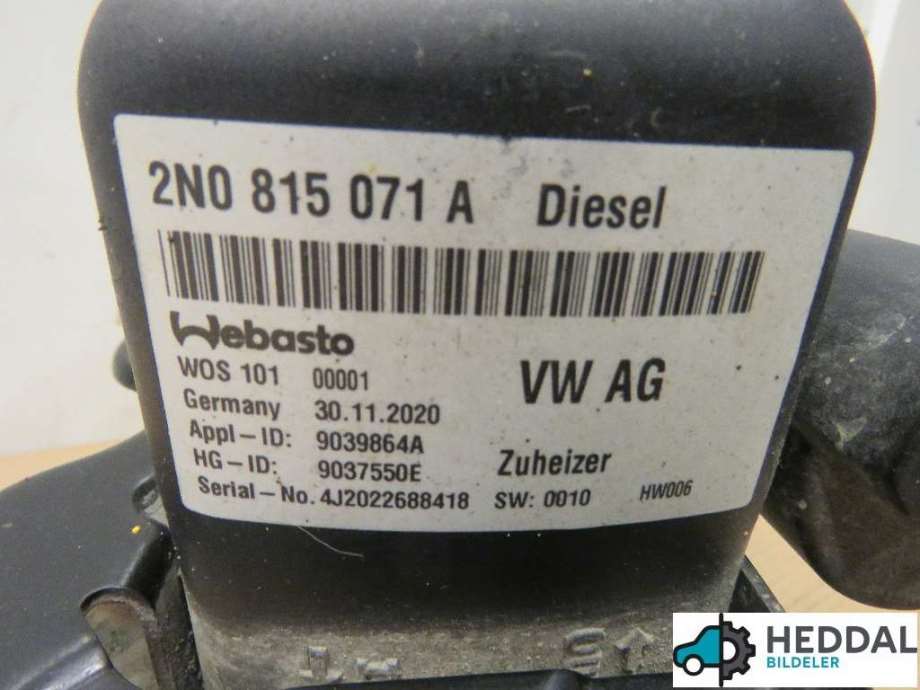 2N0 815 071 A Diesel
Webasto
WOS 101 00001 VW AG
Germany 30.11.2020
Appl-ID: 9039864A
HG-ID: 9037550E Zuheizer
Serial-No. 4J2022688418 SW: 0010 HW006
HEDDAL
BILDELER